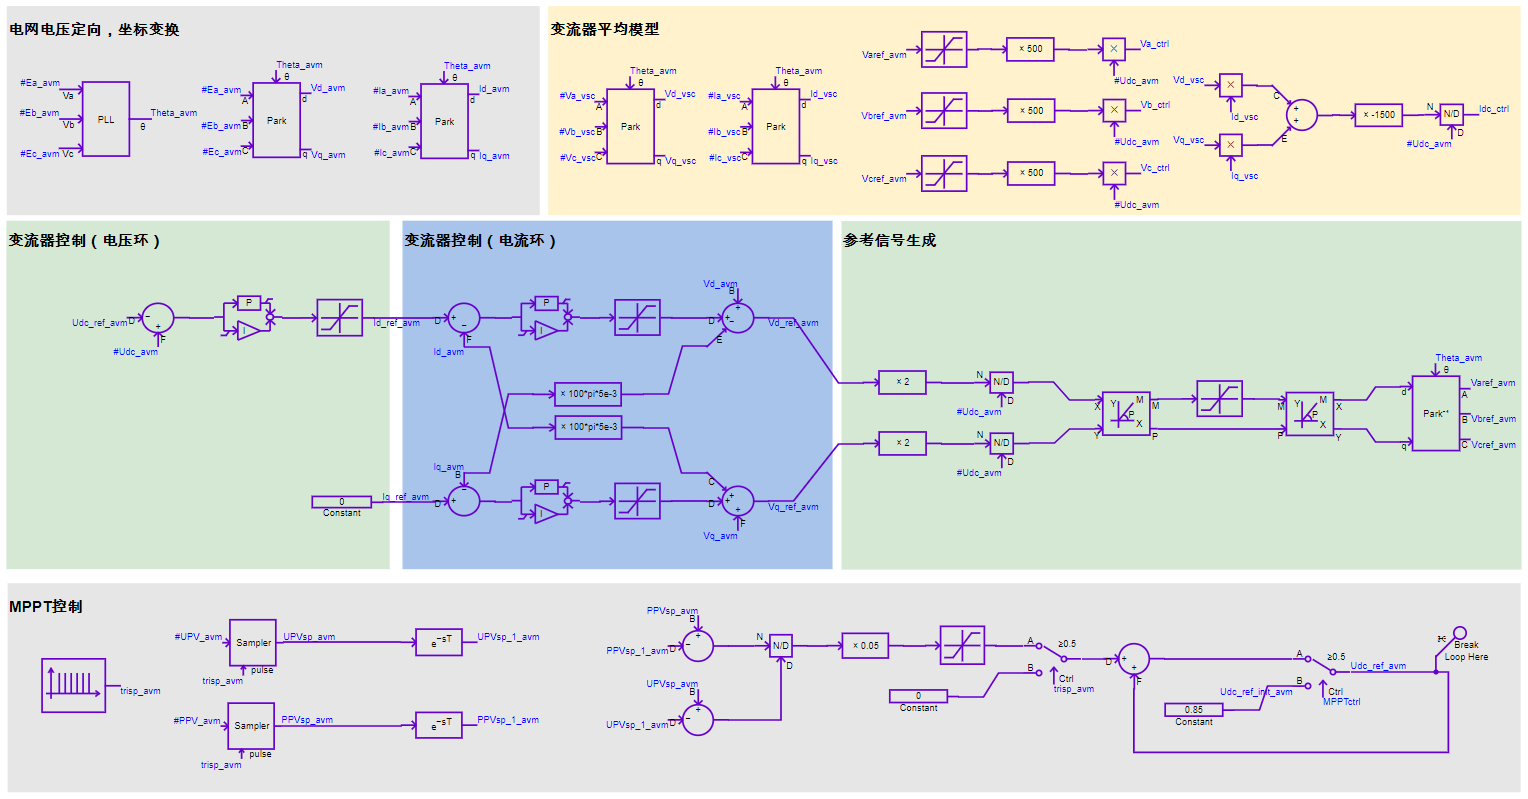 电网电压定向，坐标变换
#Ea_avm
Va
#Eb_avm
Vb
#Ec_avm
Vc
PLL
θ
Theta_avm
Theta_avm
θ
#Ea_avm
A
#Eb_avm
B
#Ec_avm
C
Park
Vd_avm
d
q
Vq_avm
Theta_avm
θ
#Ia_avm
A
#Ib_avm
B
#Ic_avm
C
Park
Id_avm
d
q
Iq_avm
变流器平均模型
Theta_avm
θ
#Va_vsc
A
#Vb_vsc
B
#Vc_vsc
C
Park
Vd_vsc
d
q
Vq_vsc
Theta_avm
θ
#Ia_vsc
A
#Ib_vsc
B
#Ic_vsc
C
Park
Id_vsc
d
q
Iq_vsc
Varef_avm
× 500
×
Va_ctrl
#Udc_avm
Vbref_avm
× 500
×
Vb_ctrl
#Udc_avm
Vcref_avm
× 500
×
Vc_ctrl
#Udc_avm
Vd_vsc
×
Id_vsc
Vq_vsc
×
Iq_vsc
C
+
+
E
× -1500
N
N/D
D
#Udc_avm
Idc_ctrl
变流器控制（电压环）
Udc_ref_avm
D
−
+
F
#Udc_avm
P
I
0
Constant
变流器控制（电流环）
Id_ref_avm
D
+
−
F
Id_avm
P
I
Vd_avm
B
D
+
+
−
E
Vd_ref_avm
× 100*pi*5e-3
× 100*pi*5e-3
Iq_avm
B
Iq_ref_avm
D
−
+
P
I
C
D
+
+
+
F
Vq_avm
Vq_ref_avm
参考信号生成
× 2
N
N/D
D
#Udc_avm
× 2
N
N/D
D
#Udc_avm
X
Y
Y
M
P
X
M
P
M
P
Y
M
P
X
X
Y
Theta_avm
θ
d
q
Park⁻¹
Varef_avm
A
B
Vbref_avm
C
Vcref_avm
MPPT控制
trisp_avm
#UPV_avm
Sampler
pulse
trisp_avm
UPVsp_avm
e−sT
UPVsp_1_avm
#PPV_avm
Sampler
pulse
trisp_avm
PPVsp_avm
e−sT
PPVsp_1_avm
PPVsp_avm
B
+
PPVsp_1_avm
D
−
UPVsp_avm
B
+
UPVsp_1_avm
D
−
N
N/D
D
× 0.05
0
Constant
A
B
≥0.5
Ctrl
trisp_avm
D
+
+
F
A
B
≥0.5
Ctrl
MPPTctrl
Udc_ref_init_avm
0.85
Constant
Udc_ref_avm
Break
Loop Here